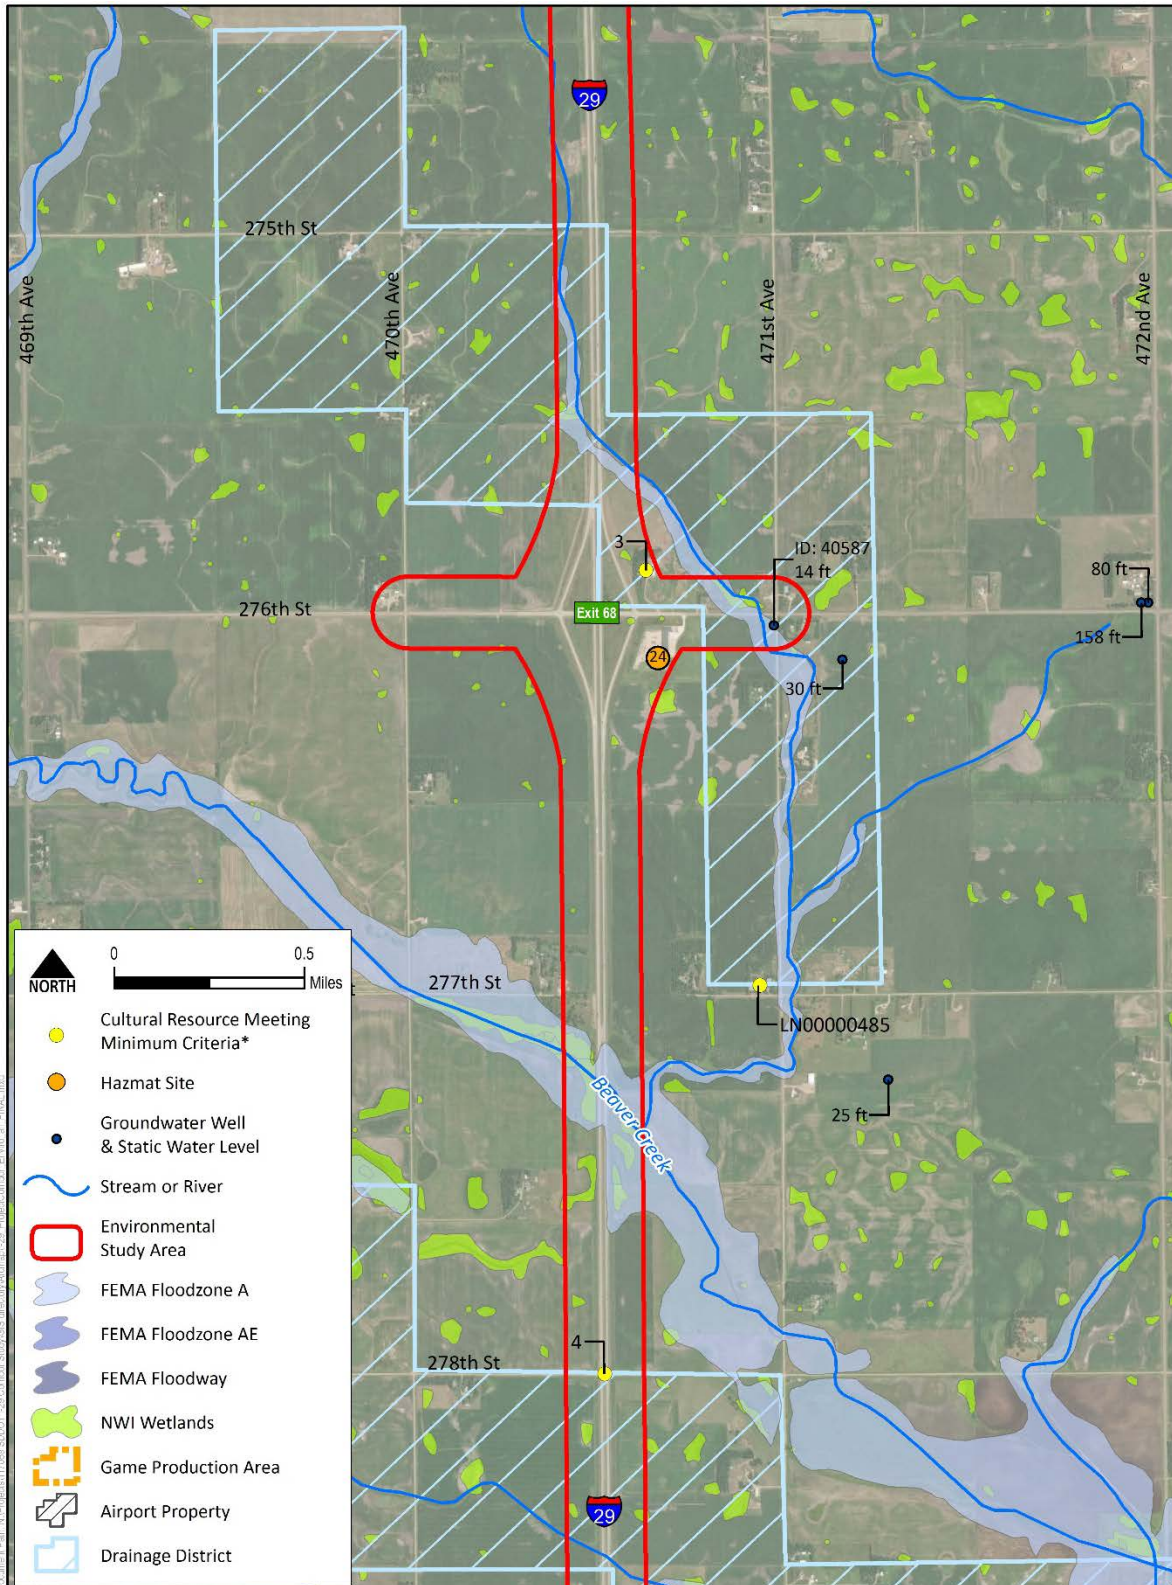 29
275th St
469th Ave
470th Ave
471st Ave
472nd Ave
3
ID: 40587
14 ft
80 ft
276th St
Exit 68
158 ft
24
30 ft
277th St
LN00000485
Beaver Creek
25 ft
4
278th St
29
NORTH
0
0.5
Miles
Cultural Resource Meeting
Minimum Criteria*
Hazmat Site
Groundwater Well
& Static Water Level
Stream or River
Environmental
Study Area
FEMA Floodzone A
FEMA Floodzone AE
FEMA Floodway
NWI Wetlands
Game Production Area
Airport Property
Drainage District